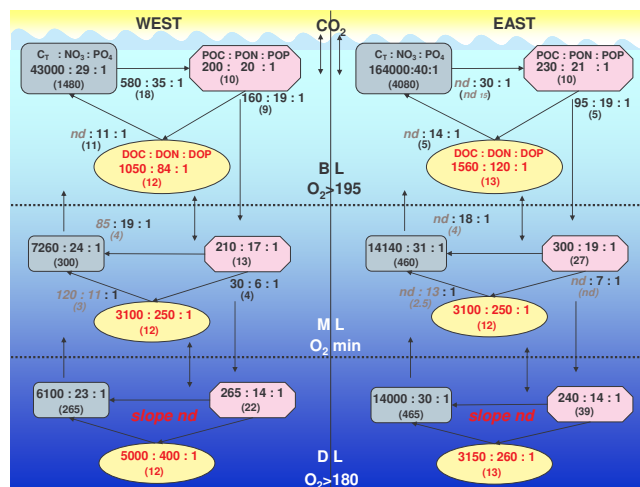 WEST
CO2
EAST
CT : NO3 : PO4
43000 : 29 : 1
(1480)
580 : 35 : 1
(18)
POC : PON : POP
200 : 20 : 1
(10)
160 : 19 : 1
(9)
nd : 11 : 1
(11)
DOC : DON : DOP
1050 : 84 : 1
(12)
CT : NO3 : PO4
164000:40:1
(4080)
nd : 30 : 1
(nd 15)
POC : PON : POP
230 : 21 : 1
(10)
95 : 19 : 1
(5)
nd : 14 : 1
(5)
DOC : DON : DOP
1560 : 120 : 1
(13)
B L
O2>195
85 : 19 : 1
(4)
7260 : 24 : 1
(300)
210 : 17 : 1
(13)
30 : 6 : 1
(4)
120 : 11 : 1
(3)
3100 : 250 : 1
(12)
nd : 18 : 1
(4)
14140 : 31 : 1
(460)
300 : 19 : 1
(27)
nd : 7 : 1
(nd)
nd : 13 : 1
(2.5)
3100 : 250 : 1
(12)
M L
O2 min
6100 : 23 : 1
(265)
265 : 14 : 1
(22)
slope nd
5000 : 400 : 1
(12)
14000 : 30 : 1
(465)
240 : 14 : 1
(39)
slope nd
3150 : 260 : 1
(13)
D L
O2>180